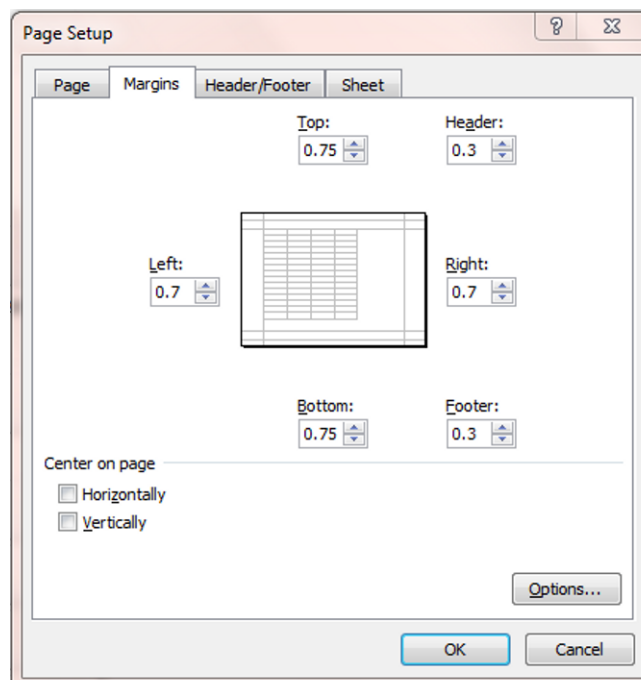 Page Setup
Page Margins Header/Footer Sheet
Top: Header:
0.75 0.3
Left: Right:
0.7 0.7
Bottom: Footer:
0.75 0.3
Center on page
Horizontally
Vertically
Options...
OK Cancel